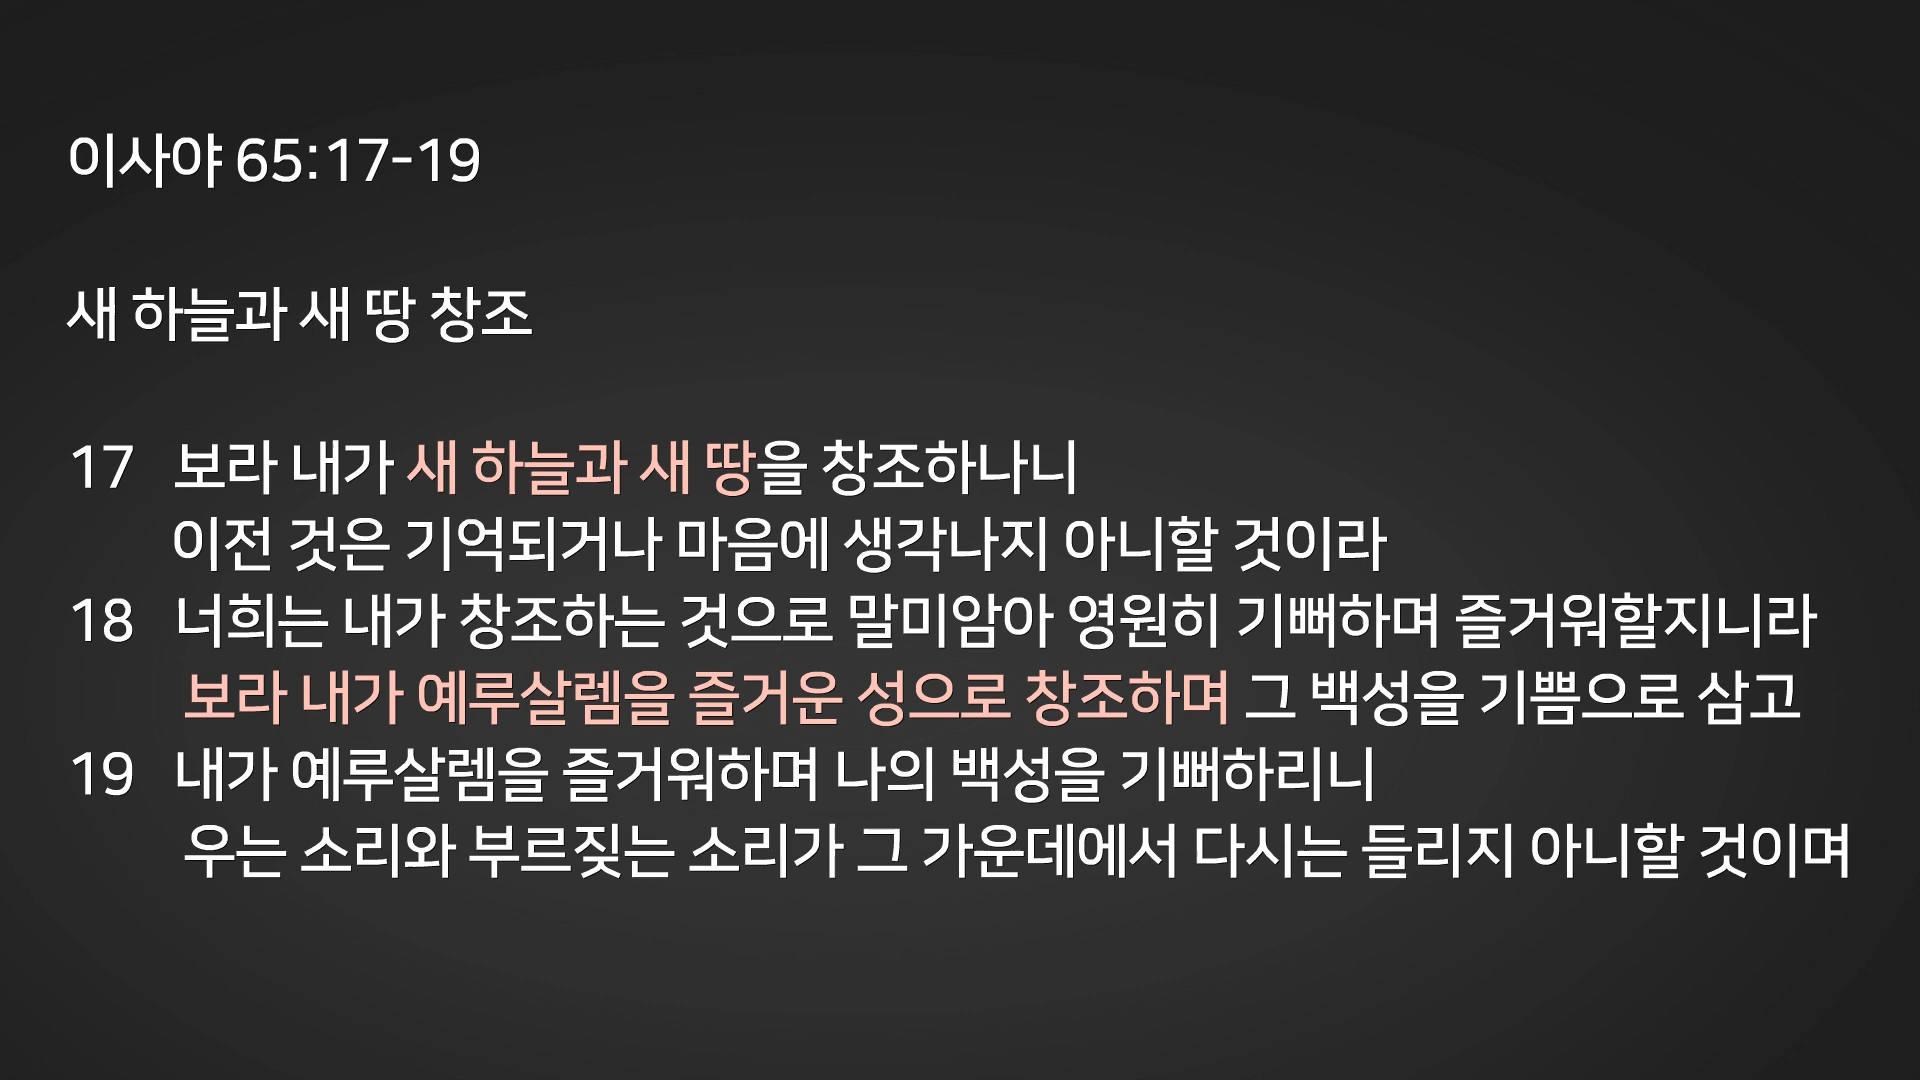 이사야 65:17-19
새 하늘과 새 땅 창조
17 보라 내가 새 하늘과 새 땅을 창조하나니
이전 것은 기억되거나 마음에 생각나지 아니할 것이라
18 너희는 내가 창조하는 것으로 말미암아 영원히 기뻐하며 즐거워할지니라
보라 내가 예루살렘을 즐거운 성으로 창조하며 그 백성을 기쁨으로 삼고
19 내가 예루살렘을 즐거워하며 나의 백성을 기뻐하리니
우는 소리와 부르짖는 소리가 그 가운데에서 다시는 들리지 아니할 것이며